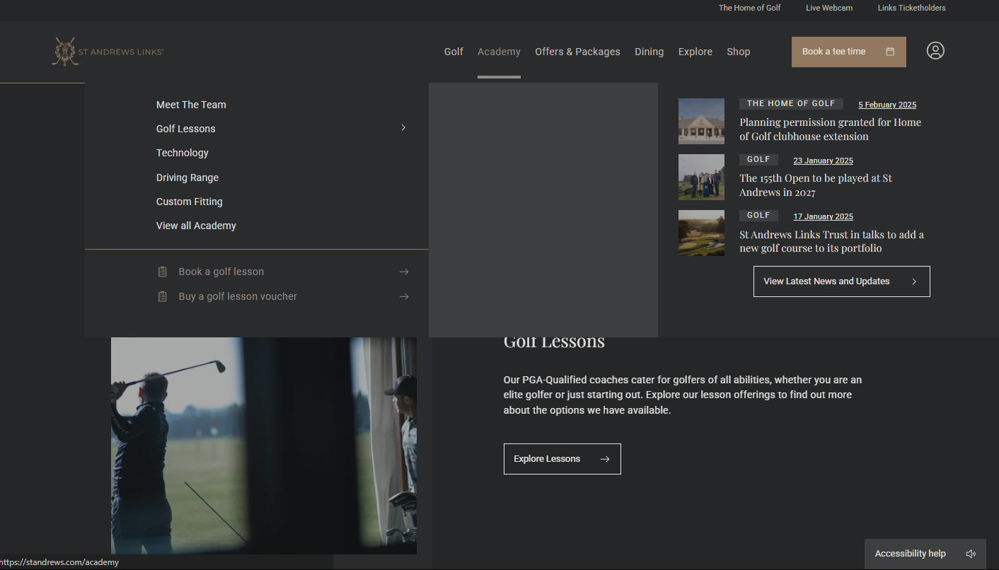 The Home of Golf Live Webcam Links Ticketholders
ST ANDREWS LINKS
Golf Academy Offers & Packages Dining Explore Shop Book a tee time
Meet The Team
Golf Lessons
Technology
Driving Range
Custom Fitting
View all Academy
Book a golf lesson
Buy a golf lesson voucher
THE HOME OF GOLF 5 February 2025
Planning permission granted for Home
of Golf clubhouse extension
GOLF 23 January 2025
The 155th Open to be played at St
Andrews in 2027
GOLF 17 January 2025
St Andrews Links Trust in talks to add a
new golf course to its portfolio
View Latest News and Updates
Golf Lessons
Our PGA-Qualified coaches cater for golfers of all abilities, whether you are an
elite golfer or just starting out. Explore our lesson offerings to find out more
about the options we have available.
Explore Lessons
Accessibility help
https://standrews.com/academy